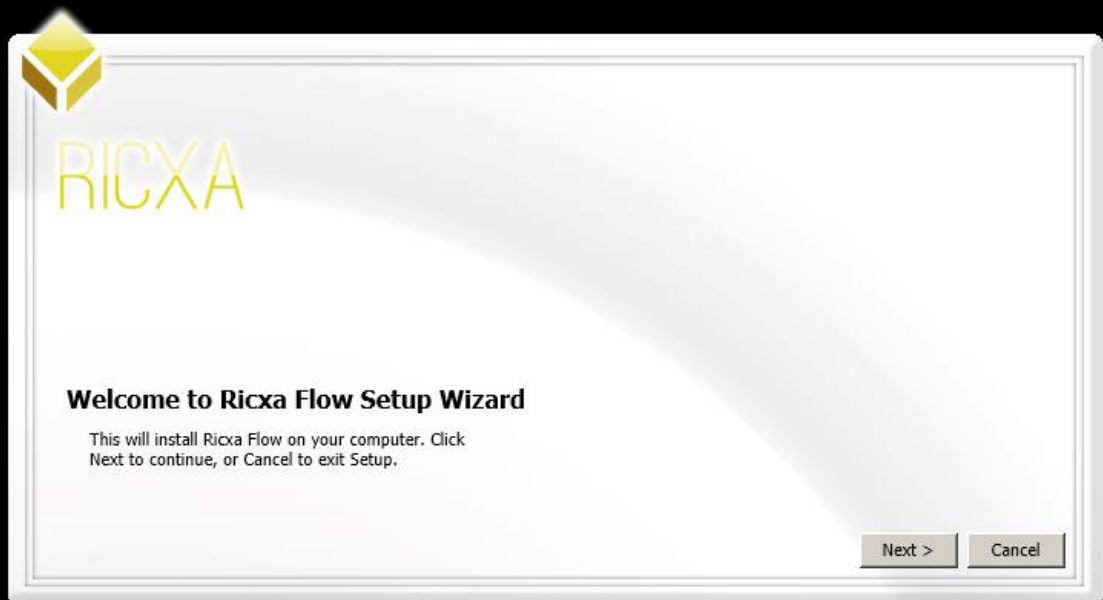 RICXA
Welcome to Ricxa Flow Setup Wizard
This will install Ricxa Flow on your computer. Click
Next to continue, or Cancel to exit Setup.
Next >
Cancel